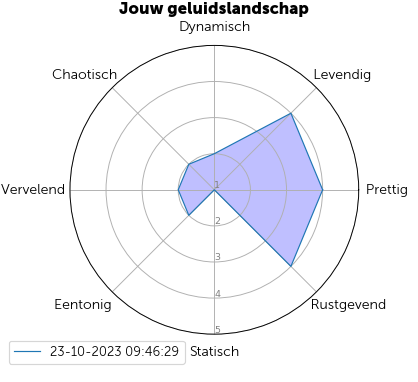 Jouw geluidslandschap
Dynamisch
Chaotisch
Levendig
Vervelend
Prettig
1
2
3
4
5
Eentonig
Rustgevend
23-10-2023 09:46:29
Statisch